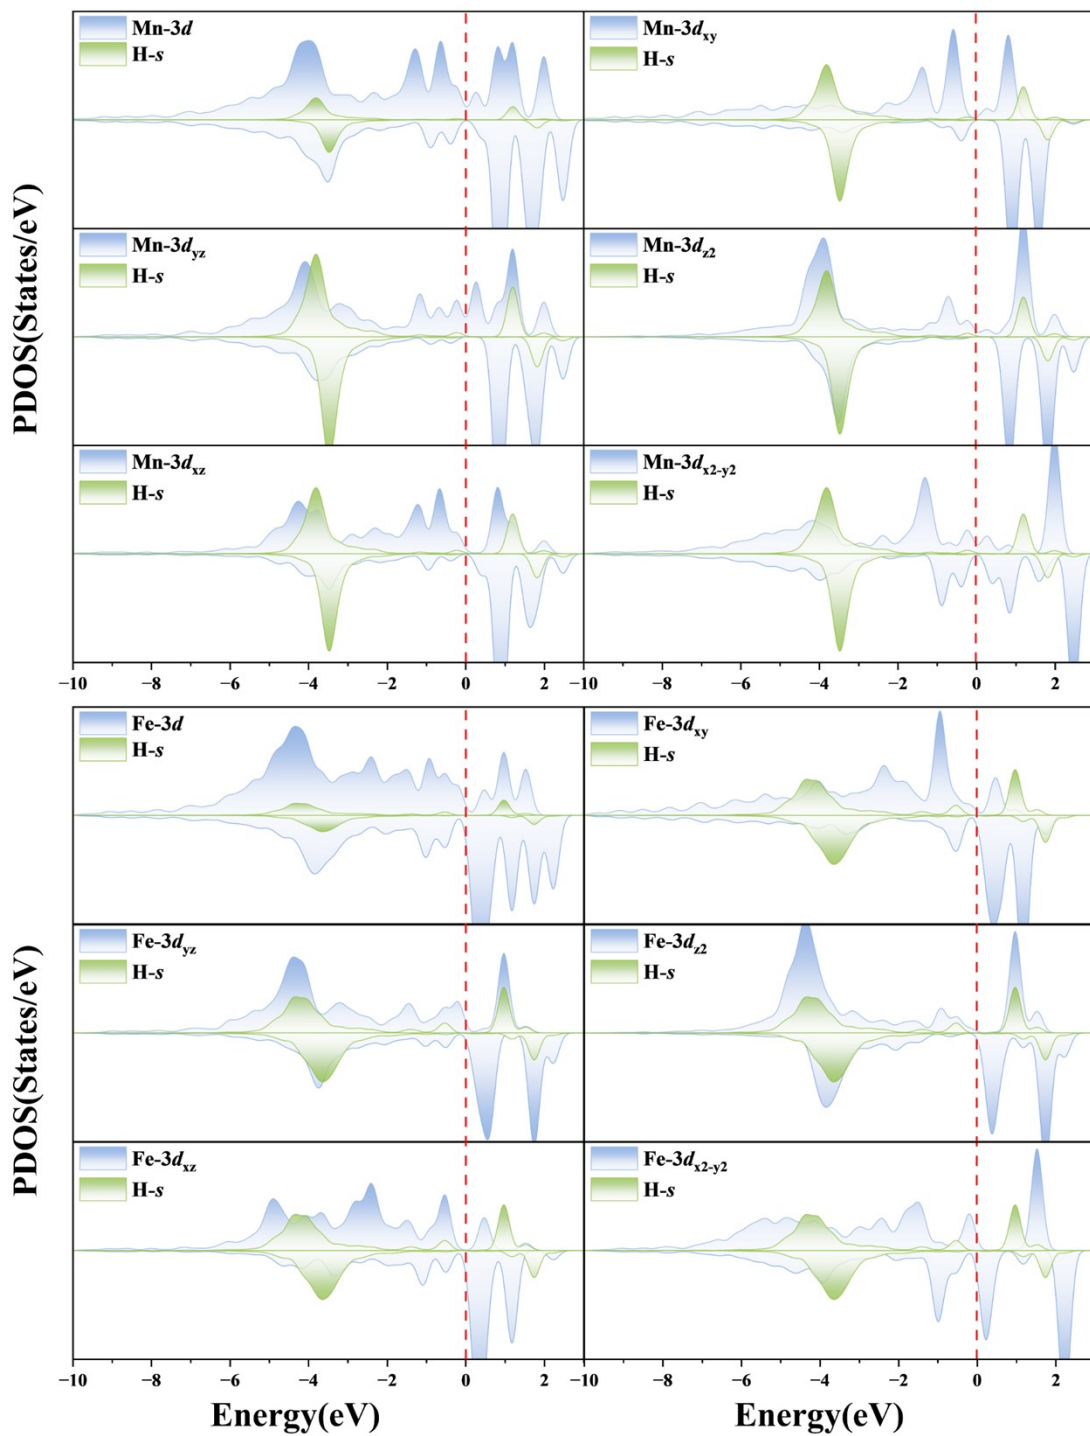 Mn-3d
H-s
Mn-3dxy
H-s
Mn-3dyz
H-s
Mn-3dz2
H-s
Mn-3dxz
H-s
Mn-3dx2-y2
H-s
PDOS(States/eV)
−10 −8 −6 −4 −2 0 2 −10 −8 −6 −4 −2 0 2
Fe-3d
H-s
Fe-3dxy
H-s
Fe-3dyz
H-s
Fe-3dz2
H-s
Fe-3dxz
H-s
Fe-3dx2-y2
H-s
PDOS(States/eV)
−10 −8 −6 −4 −2 0 2 −10 −8 −6 −4 −2 0 2
Energy(eV) Energy(eV)